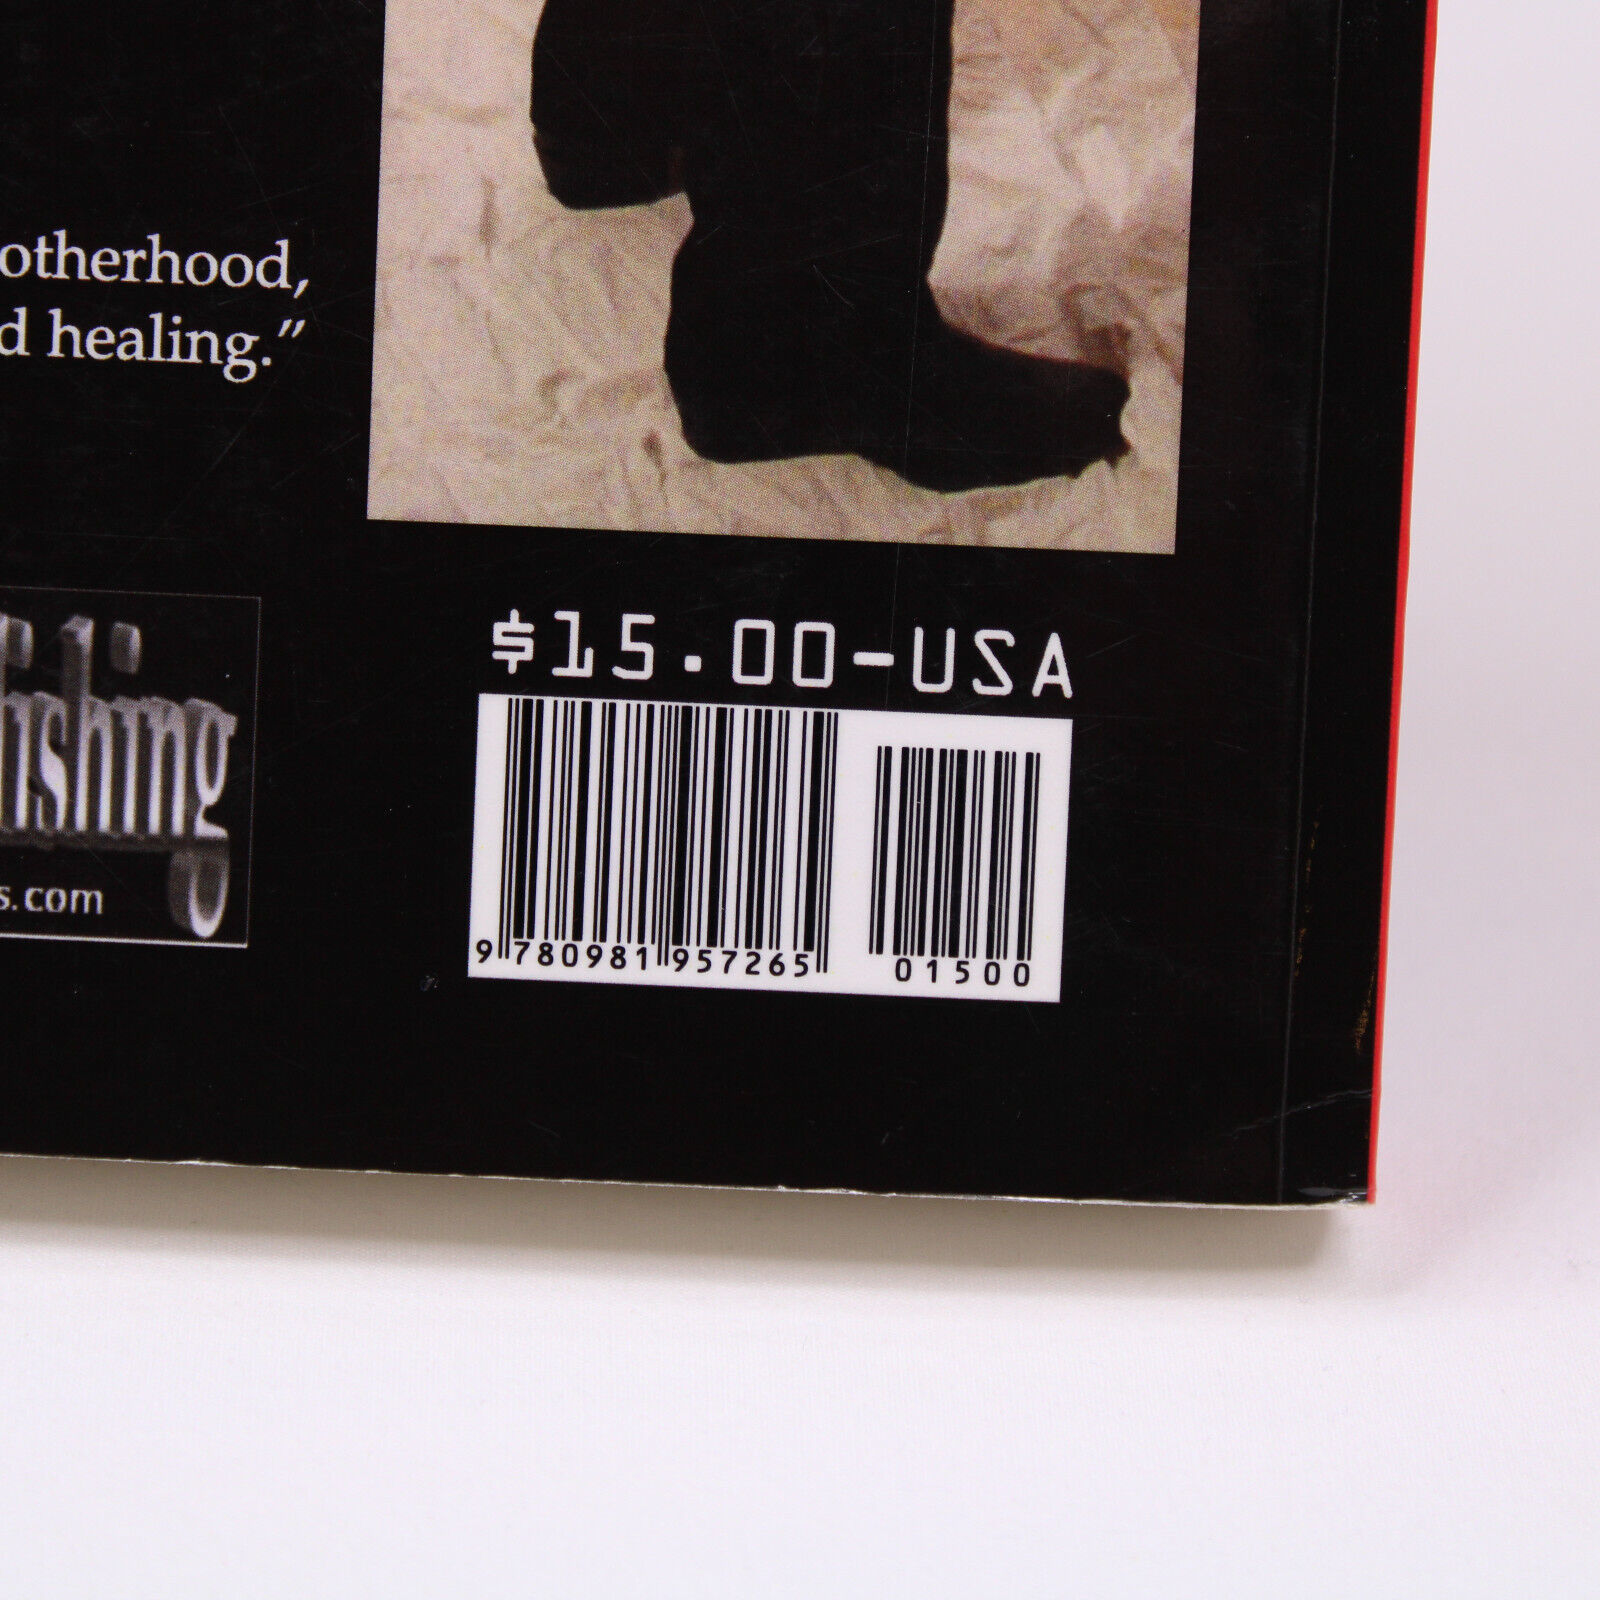 otherhood,
d healing.”
ishing
s.com
$15.00-USA
9 780981 957265
01500